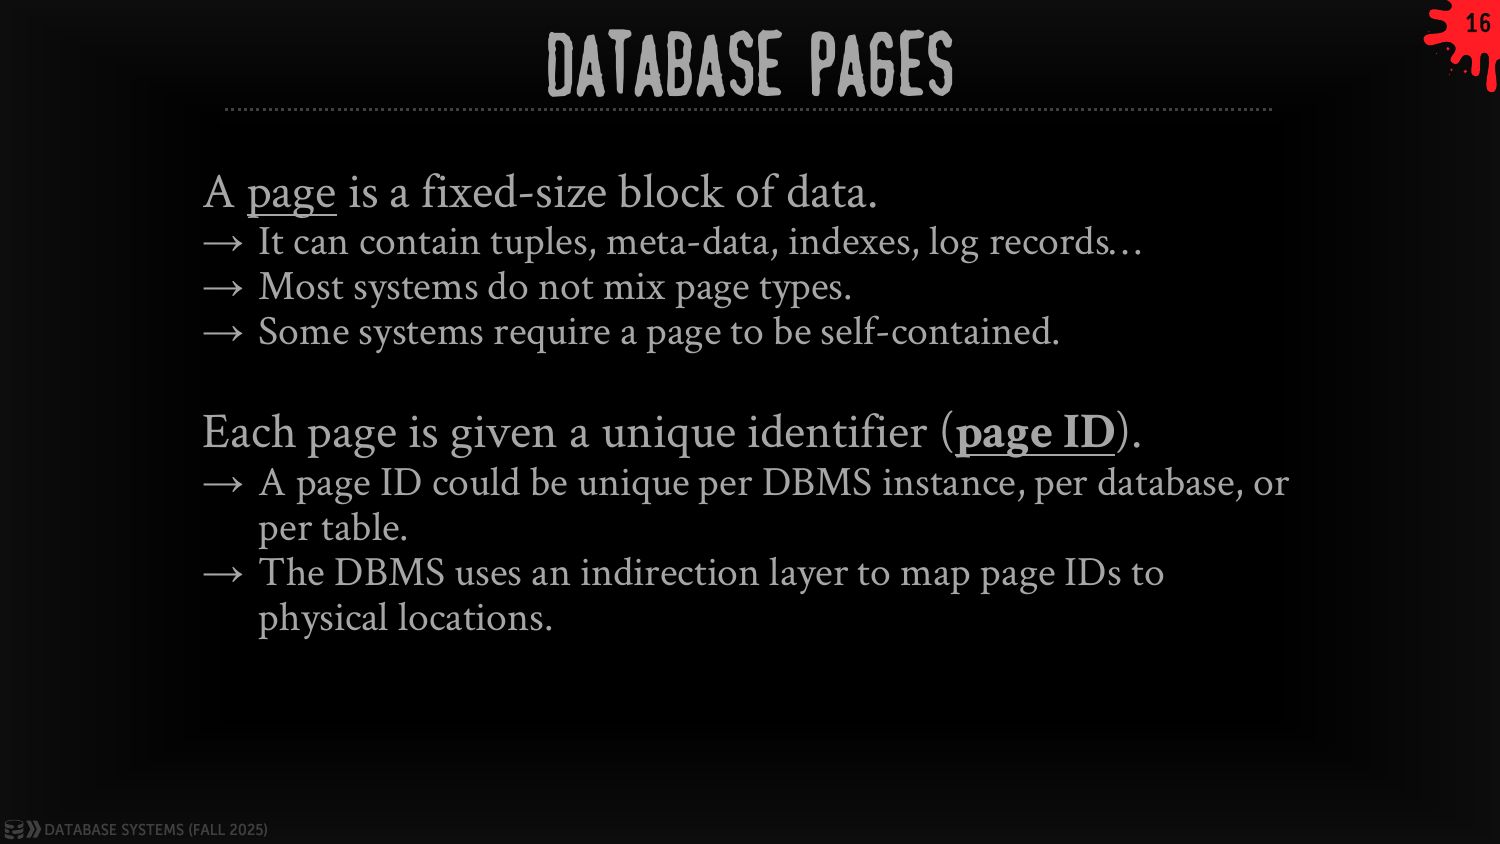 16
DATABASE PAGES
A page is a fixed-size block of data.
→ It can contain tuples, meta-data, indexes, log records…
→ Most systems do not mix page types.
→ Some systems require a page to be self-contained.
Each page is given a unique identifier (page ID).
→ A page ID could be unique per DBMS instance, per database, or
per table.
→ The DBMS uses an indirection layer to map page IDs to
physical locations.
DATABASE SYSTEMS (FALL 2025)